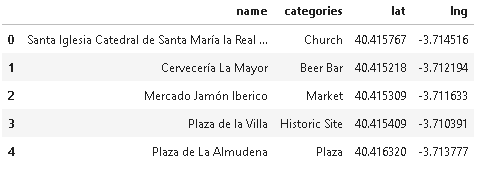 name categories lat lng
0 Santa Iglesia Catedral de Santa María la Real ... Church 40.415767 -3.714516
1 Cervecería La Mayor Beer Bar 40.415218 -3.712194
2 Mercado Jamón Iberico Market 40.415309 -3.711633
3 Plaza de la Villa Historic Site 40.415409 -3.710391
4 Plaza de La Almudena Plaza 40.416320 -3.713777